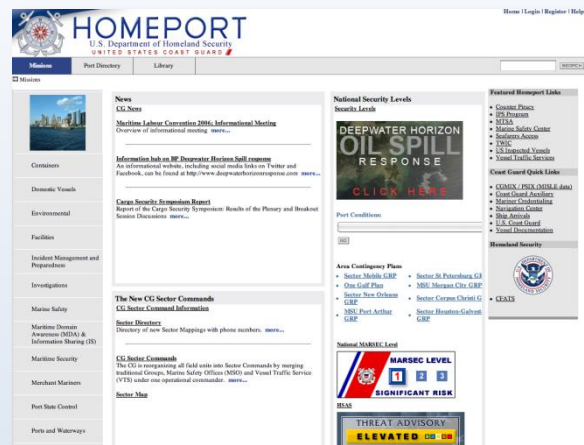 Home | Login | Register | Help
HOMEPORT
U.S. Department of Homeland Security
UNITED STATES COAST GUARD
Missions
Port Directory
Library
SEARCH
Missions
Containers
Domestic Vessels
Environmental
Facilities
Incident Management and
Preparedness
Investigations
Marine Safety
Maritime Domain
Awareness (MDA) &
Information Sharing (IS)
Maritime Security
Merchant Mariners
Port State Control
Ports and Waterways
News
CG News
Maritime Labour Convention 2006; Informational Meeting
Overview of informational meeting more...
Information hub on BP Deepwater Horizon Spill response
An informational website, including social media links on Twitter and
Facebook, can be found at http://www.deepwaterhorizonresponse.com more...
Cargo Security Symposium Report
Report of the Cargo Security Symposium: Results of the Plenary and Breakout
Session Discussions more...
The New CG Sector Commands
CG Sector Command Information
Sector Directory
Directory of new Sector Mappings with phone numbers. more...
CG Sector Commands
The CG is reorganizing all field units into Sector Commands by merging
traditional Groups, Marine Safety Offices (MSO) and Vessel Traffic Service
(VTS) under one operational commander. more...
Sector Map
National Security Levels
Security Levels
DEEPWATER HORIZON
OIL SPILL
RESPONSE
CLICK HERE
Port Conditions:
GO
Area Contingency Plans
Sector Mobile GRP
One Gulf Plan
Sector New Orleans
GRP
MSU Port Arthur
GRP
Sector St Petersburg GR
MSU Morgan City GRP
Sector Corpus Christi G
Sector Houston-Galvest
GRP
National MARSEC Level
MARSEC LEVEL
1 2 3
SIGNIFICANT RISK
HSAS
THREAT ADVISORY
ELEVATED
Featured Homeport Links
Counter Piracy
IPS Program
MTSA
Marine Safety Center
Seafarers Access
TWIC
US Inspected Vessels
Vessel Traffic Services
Coast Guard Quick Links
CGMIX / PSIX (MISLE data)
Coast Guard Auxiliary
Mariner Credentialing
Navigation Center
Ship Arrivals
U.S. Coast Guard
Vessel Documentation
Homeland Security
CFATS